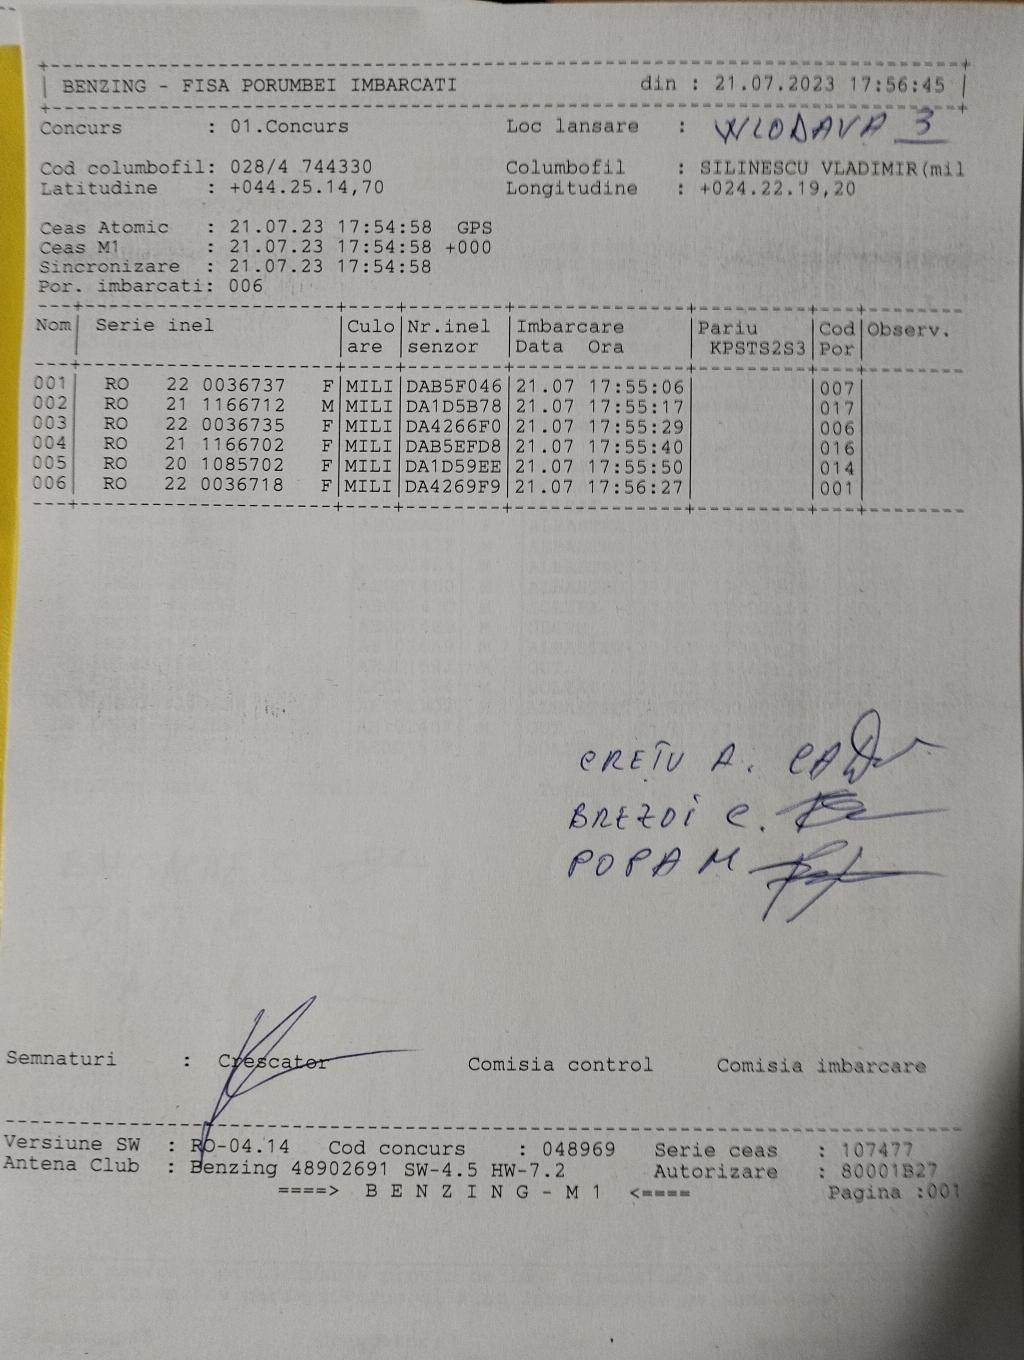 BENZING - FISA PORUMBEI IMBARCATI din : 21.07.2023 17:56:45
Concurs : 01.Concurs Loc lansare : WLODAVA 3
Cod columbofil: 028/4 744330 Columbofil : SILINESCU VLADIMIR(mil
Latitudine : +044.25.14,70 Longitudine : +024.22.19,20
Ceas Atomic : 21.07.23 17:54:58 GPS
Ceas M1 : 21.07.23 17:54:58 +000
Sincronizare : 21.07.23 17:54:58
Por. imbarcati: 006
Nom| Serie inel |Culo|Nr.inel |Imbarcare |Pariu |Cod|Observ.
are |senzor |Data Ora | KPSTS2S3|Por|
001| RO 22 0036737 F|MILI|DAB5F046|21.07 17:55:06| |007|
002| RO 21 1166712 M|MILI|DA1D5B78|21.07 17:55:17| |017|
003| RO 22 0036735 F|MILI|DA4266F0|21.07 17:55:29| |006|
004| RO 21 1166702 F|MILI|DAB5EFD8|21.07 17:55:40| |016|
005| RO 20 1085702 F|MILI|DA1D59EE|21.07 17:55:50| |014|
006| RO 22 0036718 F|MILI|DA4269F9|21.07 17:56:27| |001|
CREȚU A.
BREZOI C.
POPA M
Semnaturi : Crescator Comisia control Comisia imbarcare
Versiune SW : RO-04.14 Cod concurs : 048969 Serie ceas : 107477
Antena Club : Benzing 48902691 SW-4.5 HW-7.2 Autorizare : 80001B27
====> B E N Z I N G - M 1 <==== Pagina :001